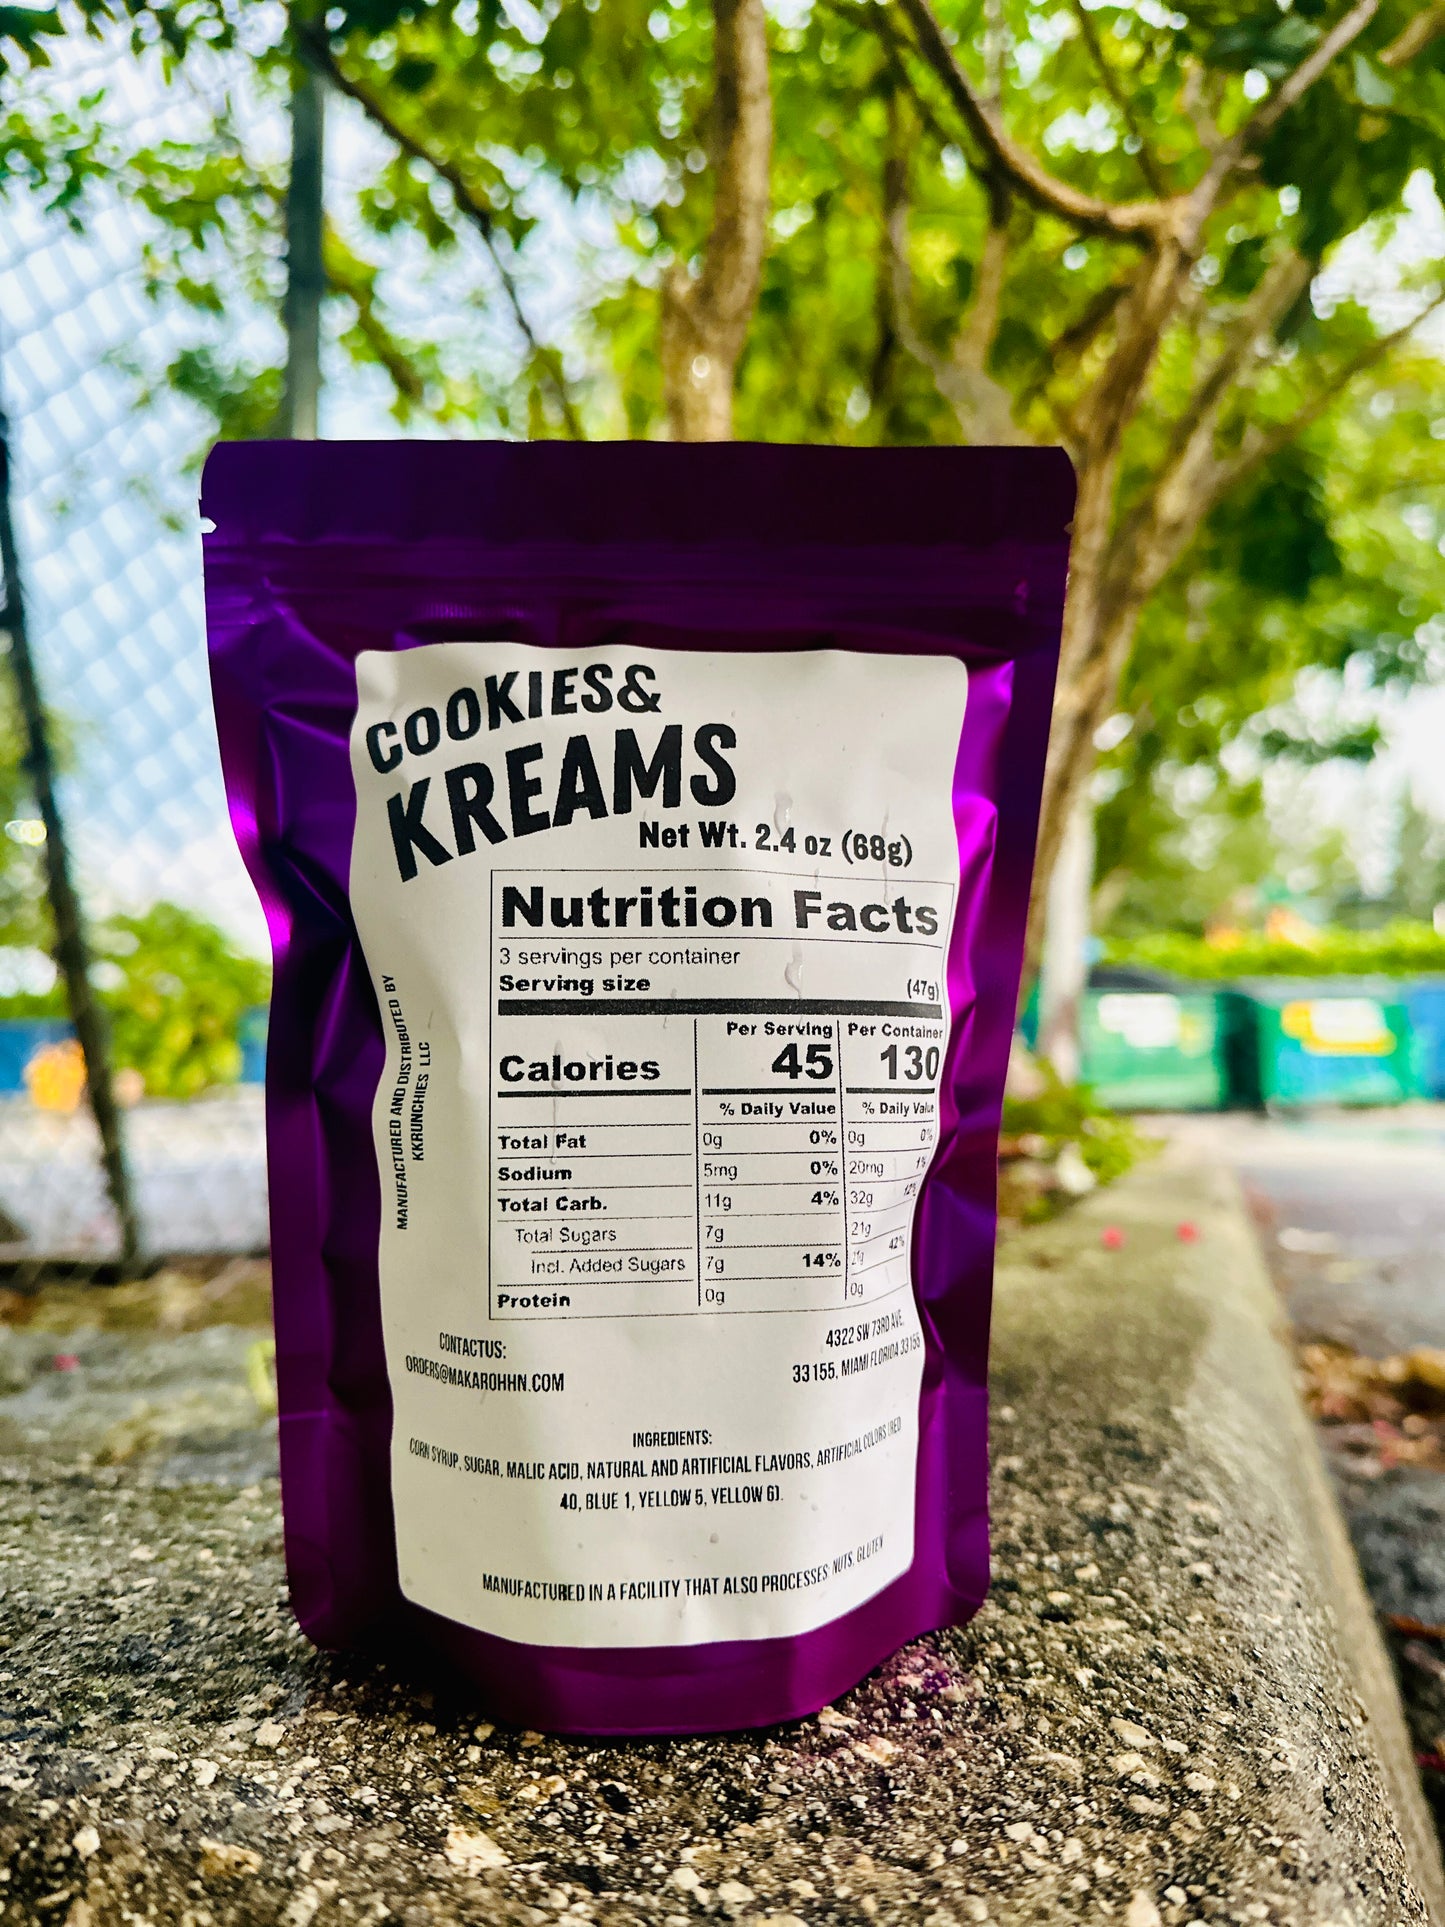 COOKIES&
KREAMS
Net Wt. 2.4 oz (68g)
Nutrition Facts
3 servings per container
Serving size (47g)
Per Serving Per Container
Calories 45 130
% Daily Value % Daily Value
Total Fat 0g 0% 0g 0%
Sodium 5mg 0% 20mg 1%
Total Carb. 11g 4% 32g 12%
Total Sugars 7g 21g
Incl. Added Sugars 7g 14% 21g 42%
Protein 0g 0g
MANUFACTURED AND DISTRIBUTED BY
KKRUNCHIES LLC
CONTACTUS:
ORDERS@MAKAROHHN.COM
4322 SW 73RD AVE.
33155, MIAMI FLORIDA 33155
INGREDIENTS:
CORN SYRUP, SUGAR, MALIC ACID, NATURAL AND ARTIFICIAL FLAVORS, ARTIFICIAL COLORS (RED
40, BLUE 1, YELLOW 5, YELLOW 6).
MANUFACTURED IN A FACILITY THAT ALSO PROCESSES: NUTS, GLUTEN